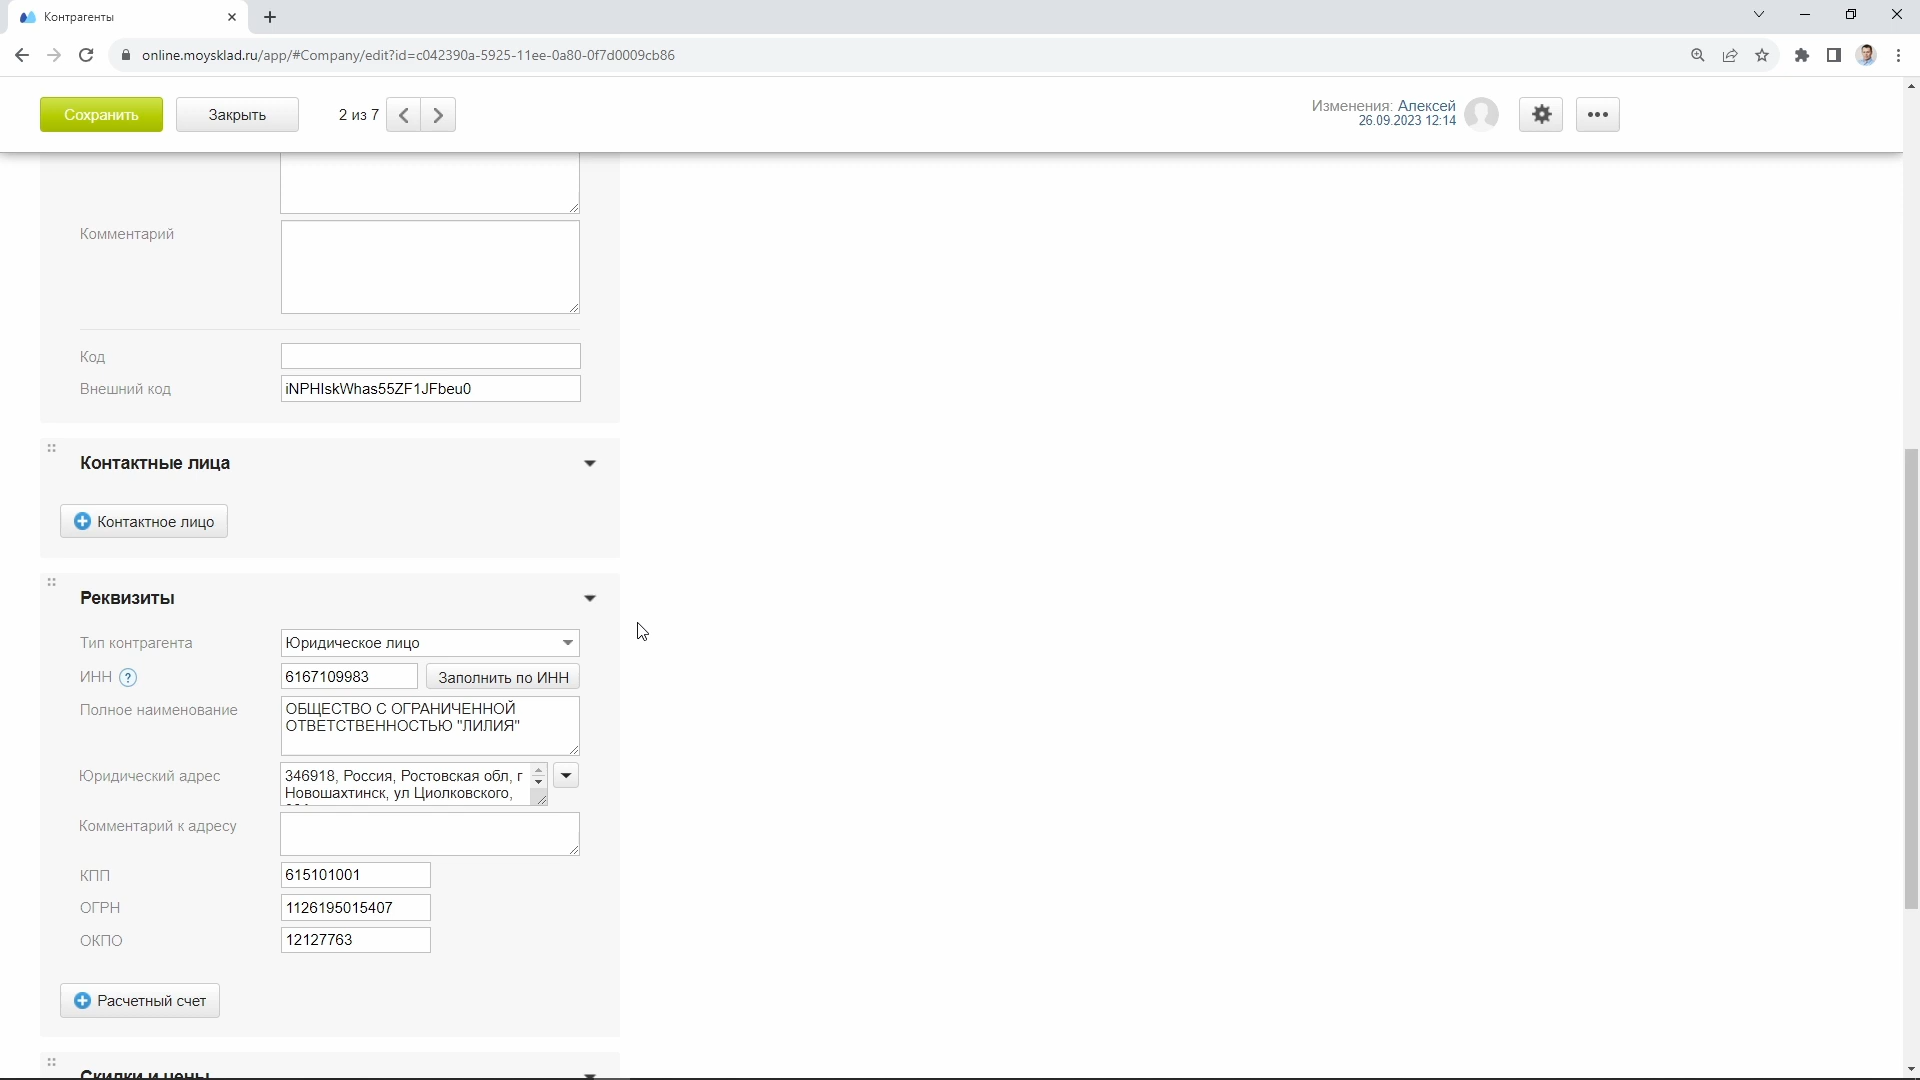 Контрагенты
online.moysklad.ru/app/#Company/edit?id=c042390a-5925-11ee-0a80-0f7d0009cb86
Сохранить
Закрыть
2 из 7
Изменения: Алексей
26.09.2023 12:14
Комментарий
Код
Внешний код
iNPHIskWhas55ZF1JFbeu0
Контактные лица
Контактное лицо
Реквизиты
Тип контрагента
Юридическое лицо
ИНН ?
6167109983
Заполнить по ИНН
Полное наименование
ОБЩЕСТВО С ОГРАНИЧЕННОЙ
ОТВЕТСТВЕННОСТЬЮ "ЛИЛИЯ"
Юридический адрес
346918, Россия, Ростовская обл, г
Новошахтинск, ул Циолковского,
Комментарий к адресу
КПП
615101001
ОГРН
1126195015407
ОКПО
12127763
Расчетный счет
Скидки и цены